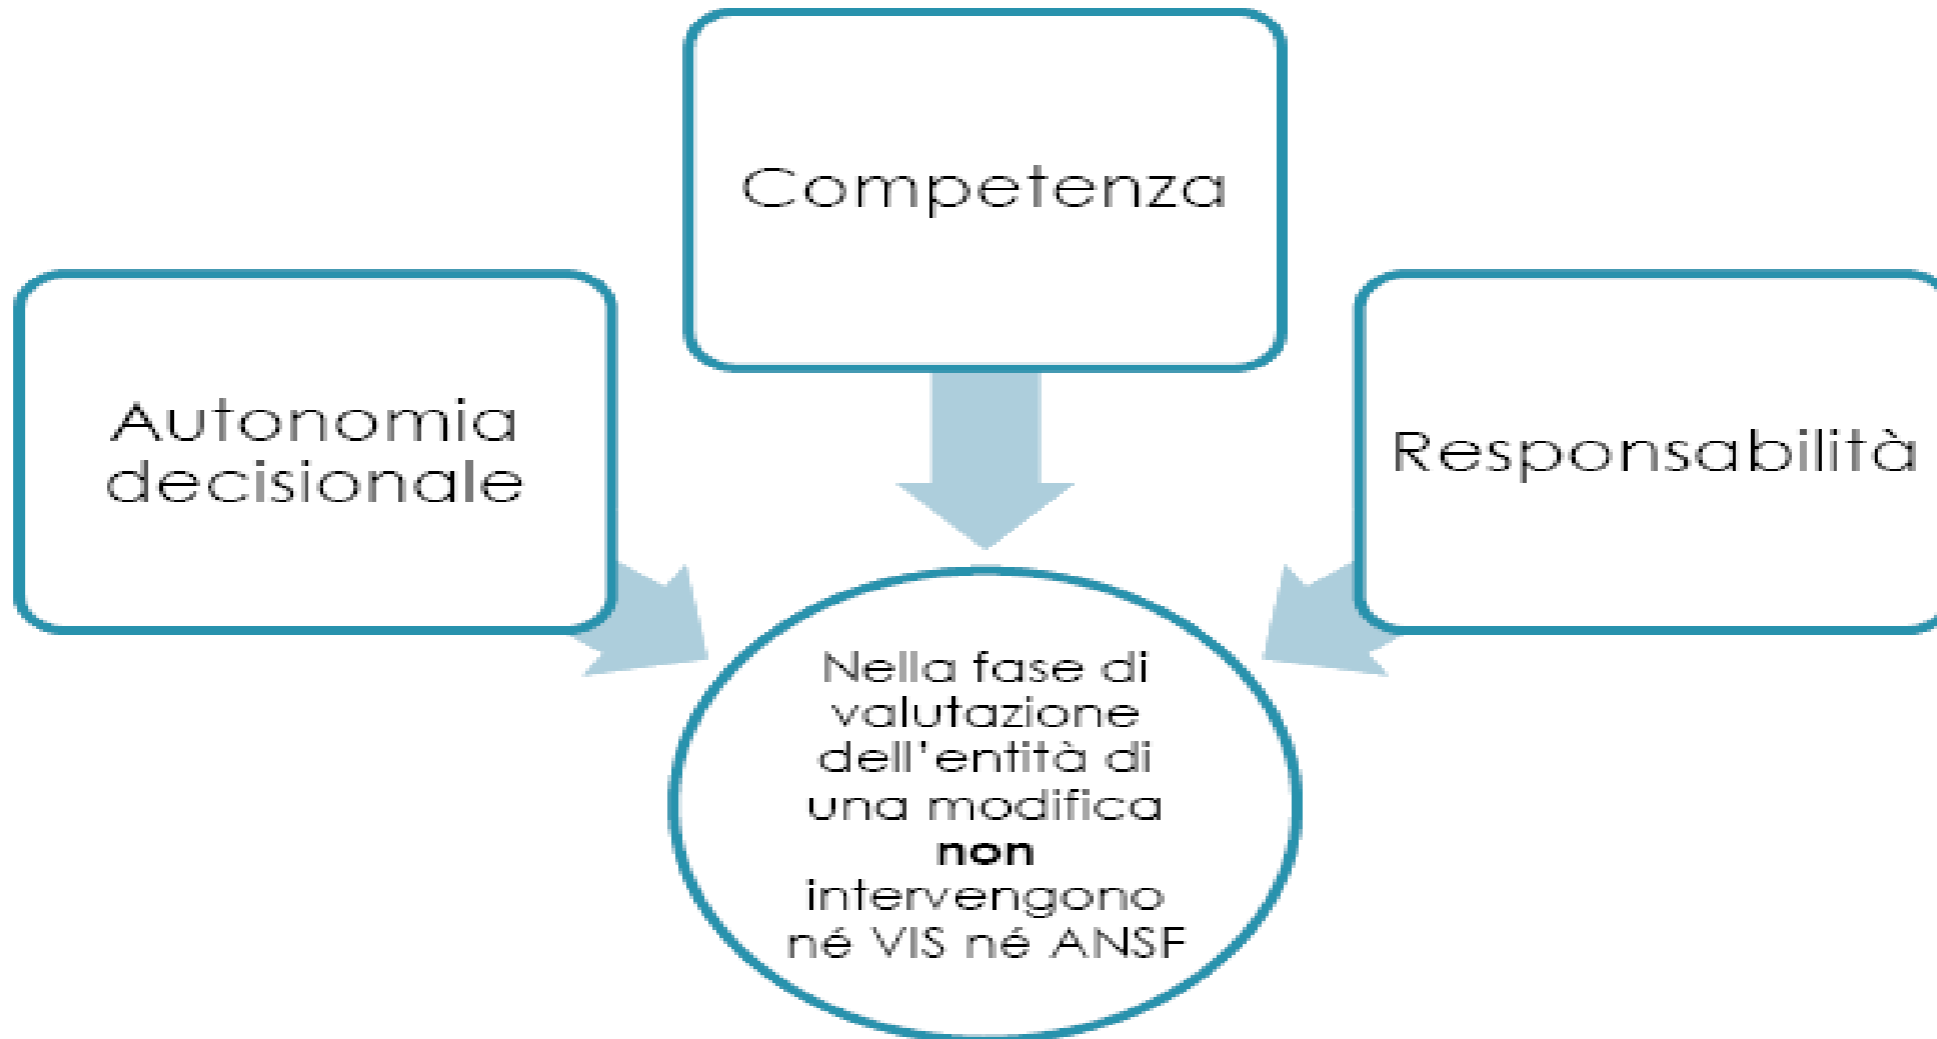 Competenza
Autonomia
decisionale
Responsabilità
Nella fase di
valutazione
dell'entità di
una modifica
non
intervengono
né VIS né ANSF